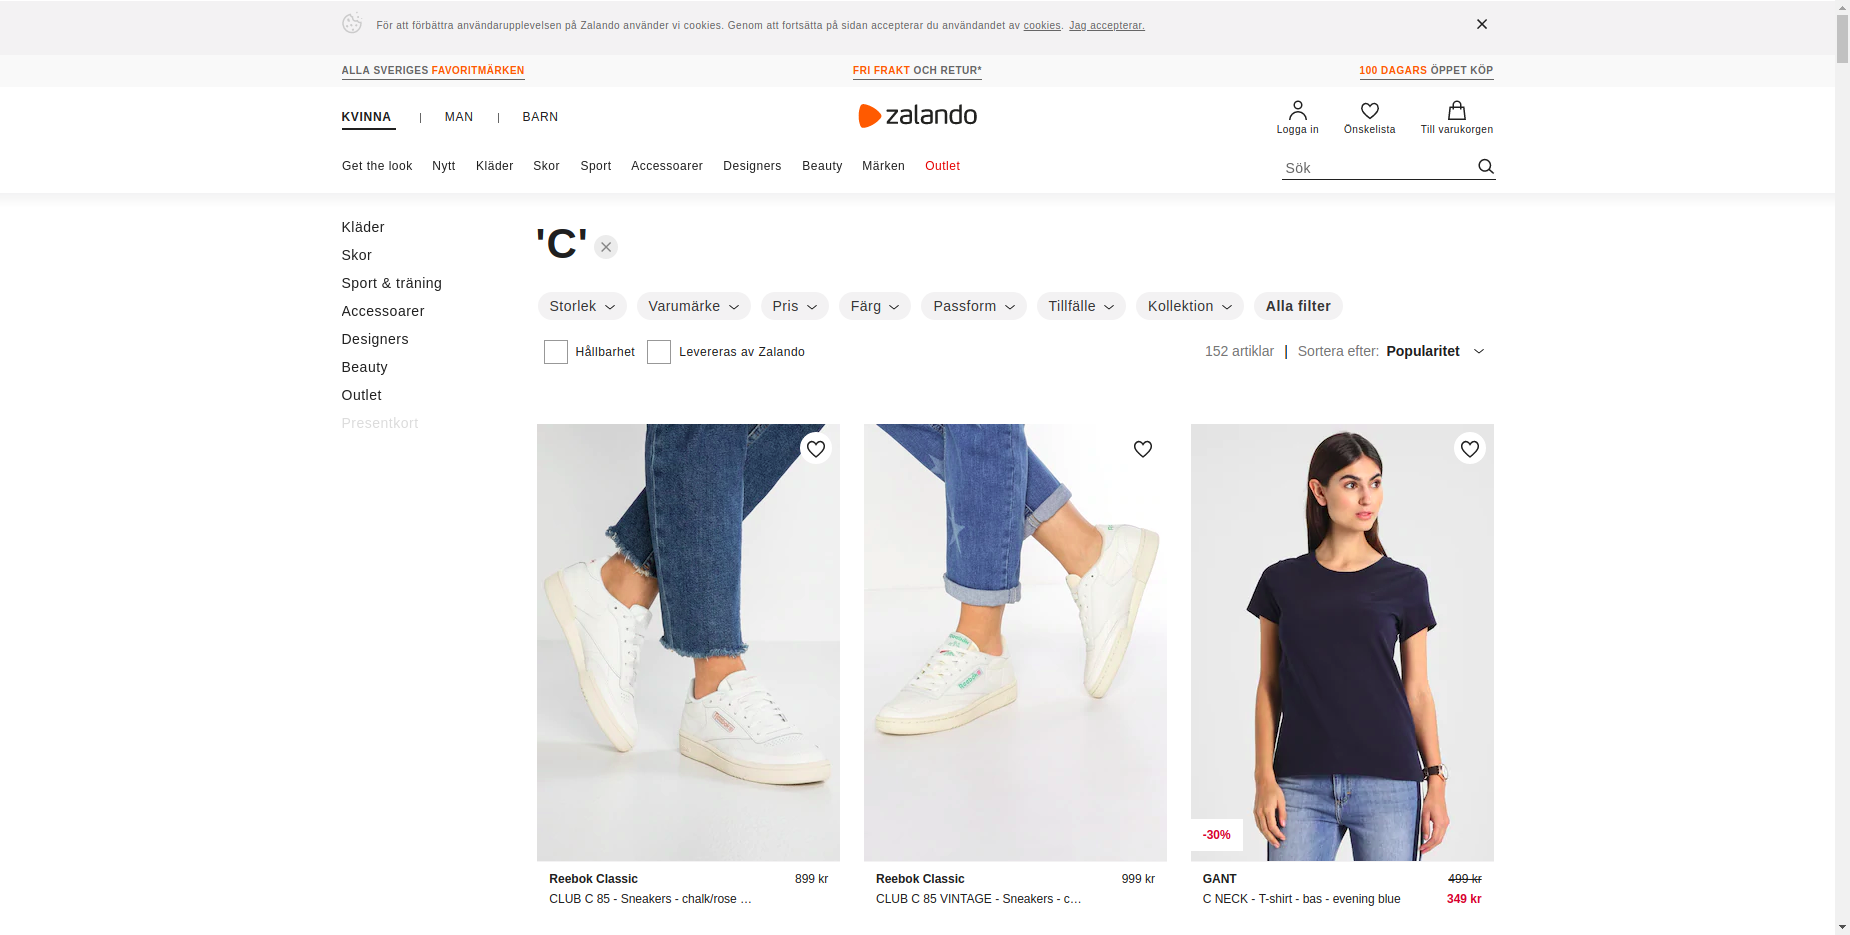 För att förbättra användarupplevelsen på Zalando använder vi cookies. Genom att fortsätta på sidan accepterar du användandet av cookies. Jag accepterar.
ALLA SVERIGES FAVORITMÄRKEN
FRI FRAKT OCH RETUR*
100 DAGARS ÖPPET KÖP
KVINNA | MAN | BARN
zalando
Logga in
Önskelista
Till varukorgen
Get the look Nytt Kläder Skor Sport Accessoarer Designers Beauty Märken Outlet
Sök
Kläder
Skor
Sport & träning
Accessoarer
Designers
Beauty
Outlet
Presentkort
'C'
Storlek Varumärke Pris Färg Passform Tillfälle Kollektion Alla filter
Hållbarhet Levereras av Zalando
152 artiklar | Sortera efter: Popularitet
-30%
Reebok Classic 899 kr
CLUB C 85 - Sneakers - chalk/rose …
Reebok Classic 999 kr
CLUB C 85 VINTAGE - Sneakers - c…
GANT 499 kr
C NECK - T-shirt - bas - evening blue 349 kr